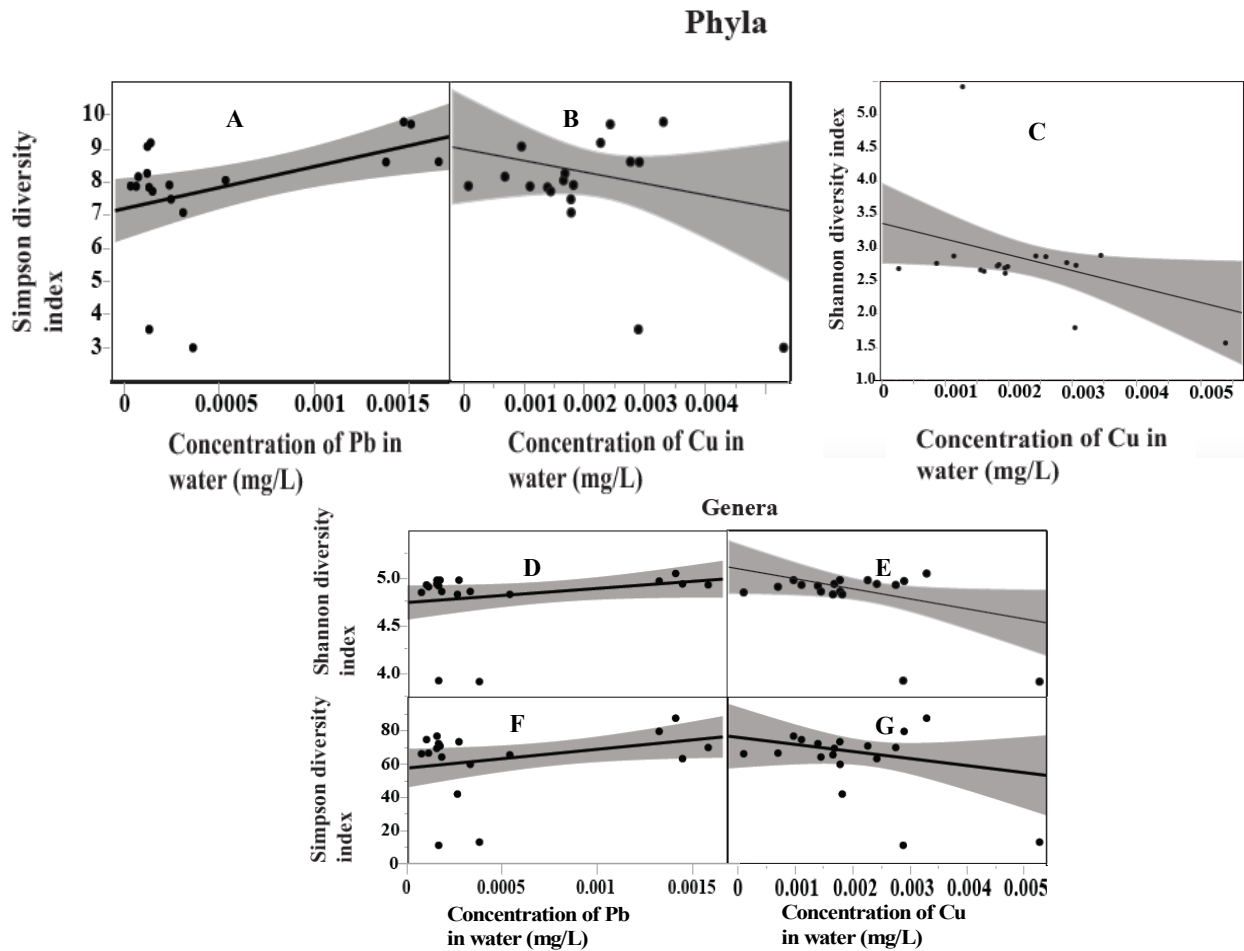 Phyla
Simpson diversity
index
10
9
8
7
6
5
4
3
A
B
0
0.0005
0.001
0.0015
0
0.001
0.002
0.003
0.004
Concentration of Pb in
water (mg/L)
Concentration of Cu in
water (mg/L)
Shannon diversity index
5.0
4.0
3.5
3.0
2.5
2.0
1.5
1.0
C
0
0.001
0.002
0.003
0.004
0.005
Concentration of Cu in
water (mg/L)
Genera
Shannon diversity
index
5.0
4.5
4.0
D
E
Simpson diversity
index
80
60
40
20
0
F
G
0
0.0005
0.001
0.0015
0
0.001
0.002
0.003
0.004
0.005
Concentration of Pb
in water (mg/L)
Concentration of Cu
in water (mg/L)